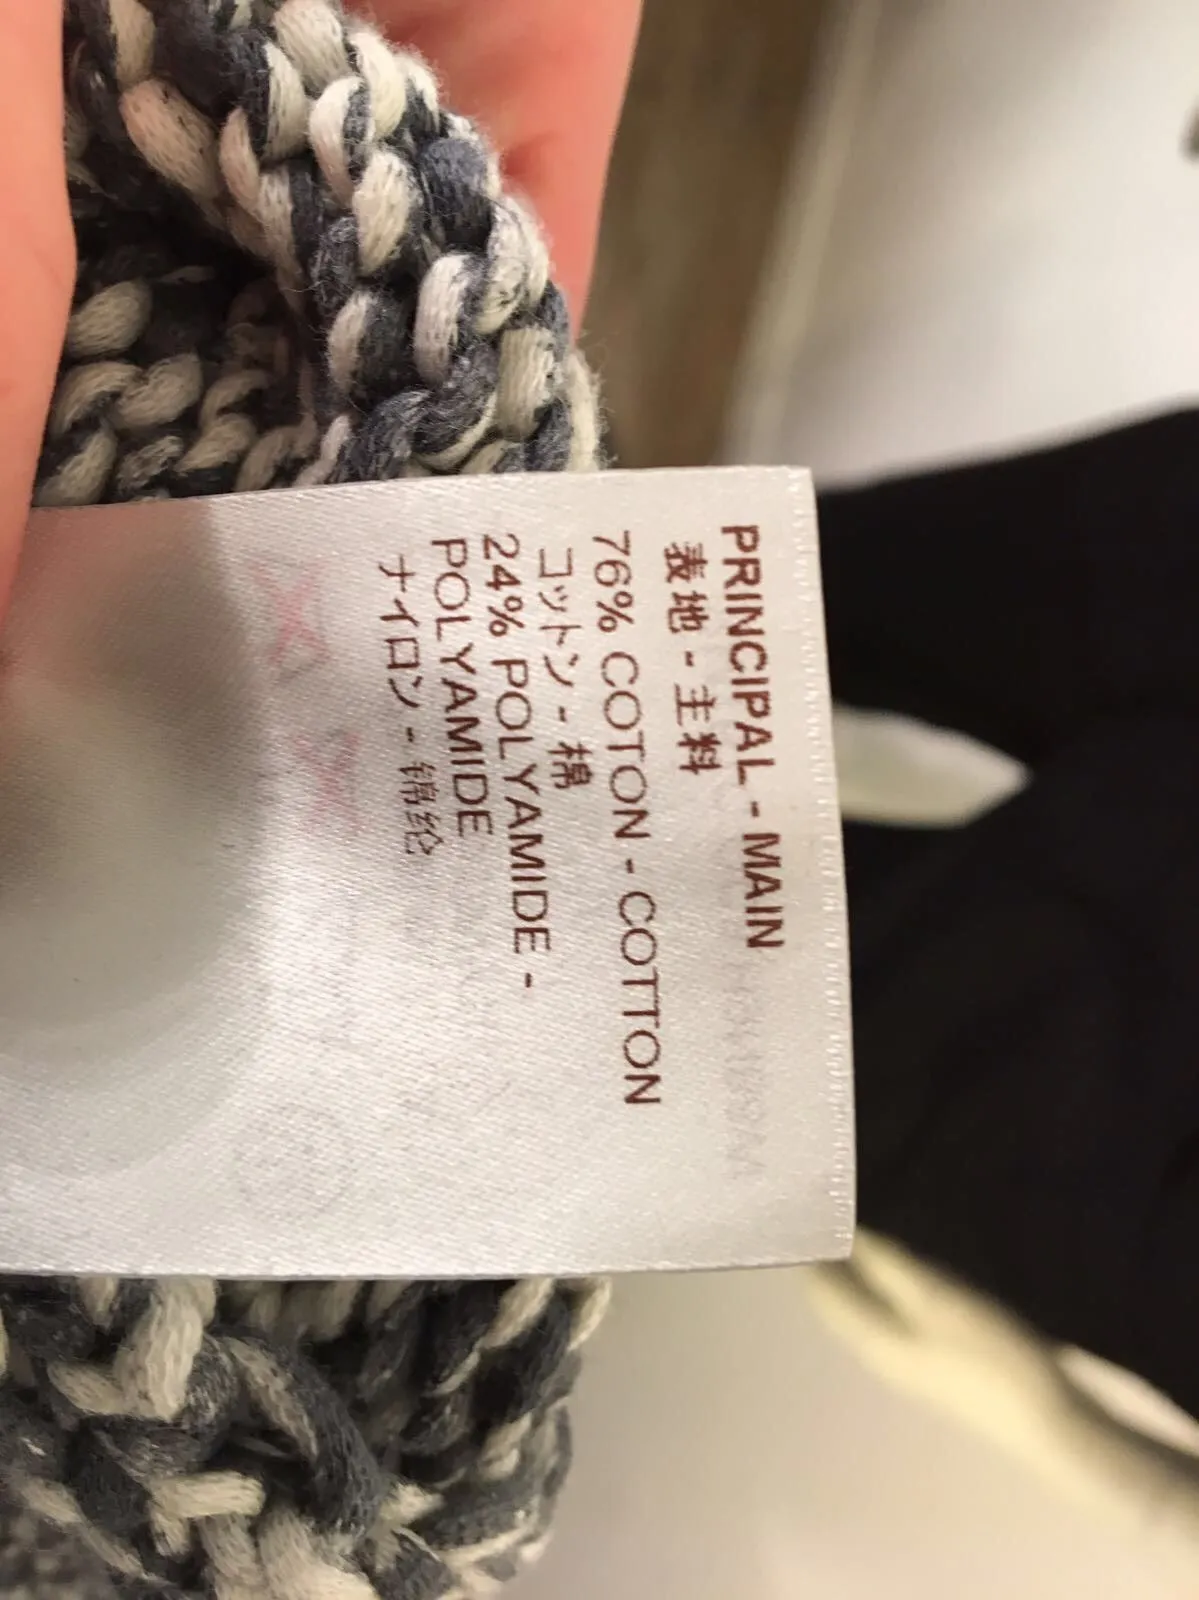 PRINCIPAL - MAIN
表地 - 主料
76% COTON - COTTON
コットン - 棉
24% POLYAMIDE -
POLYAMIDE
ナイロン - 锦纶